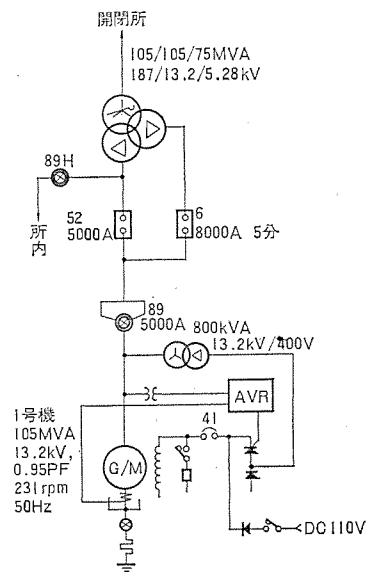 開閉所
105/105/75MVA
187/13.2/5.28kV
89H
所内
52
5000A
6
8000A 5分
89
5000A
800kVA
13.2kV/400V
AVR
1号機
105MVA
13.2kV,
0.95PF
231rpm
50Hz
G/M
41
DC110V